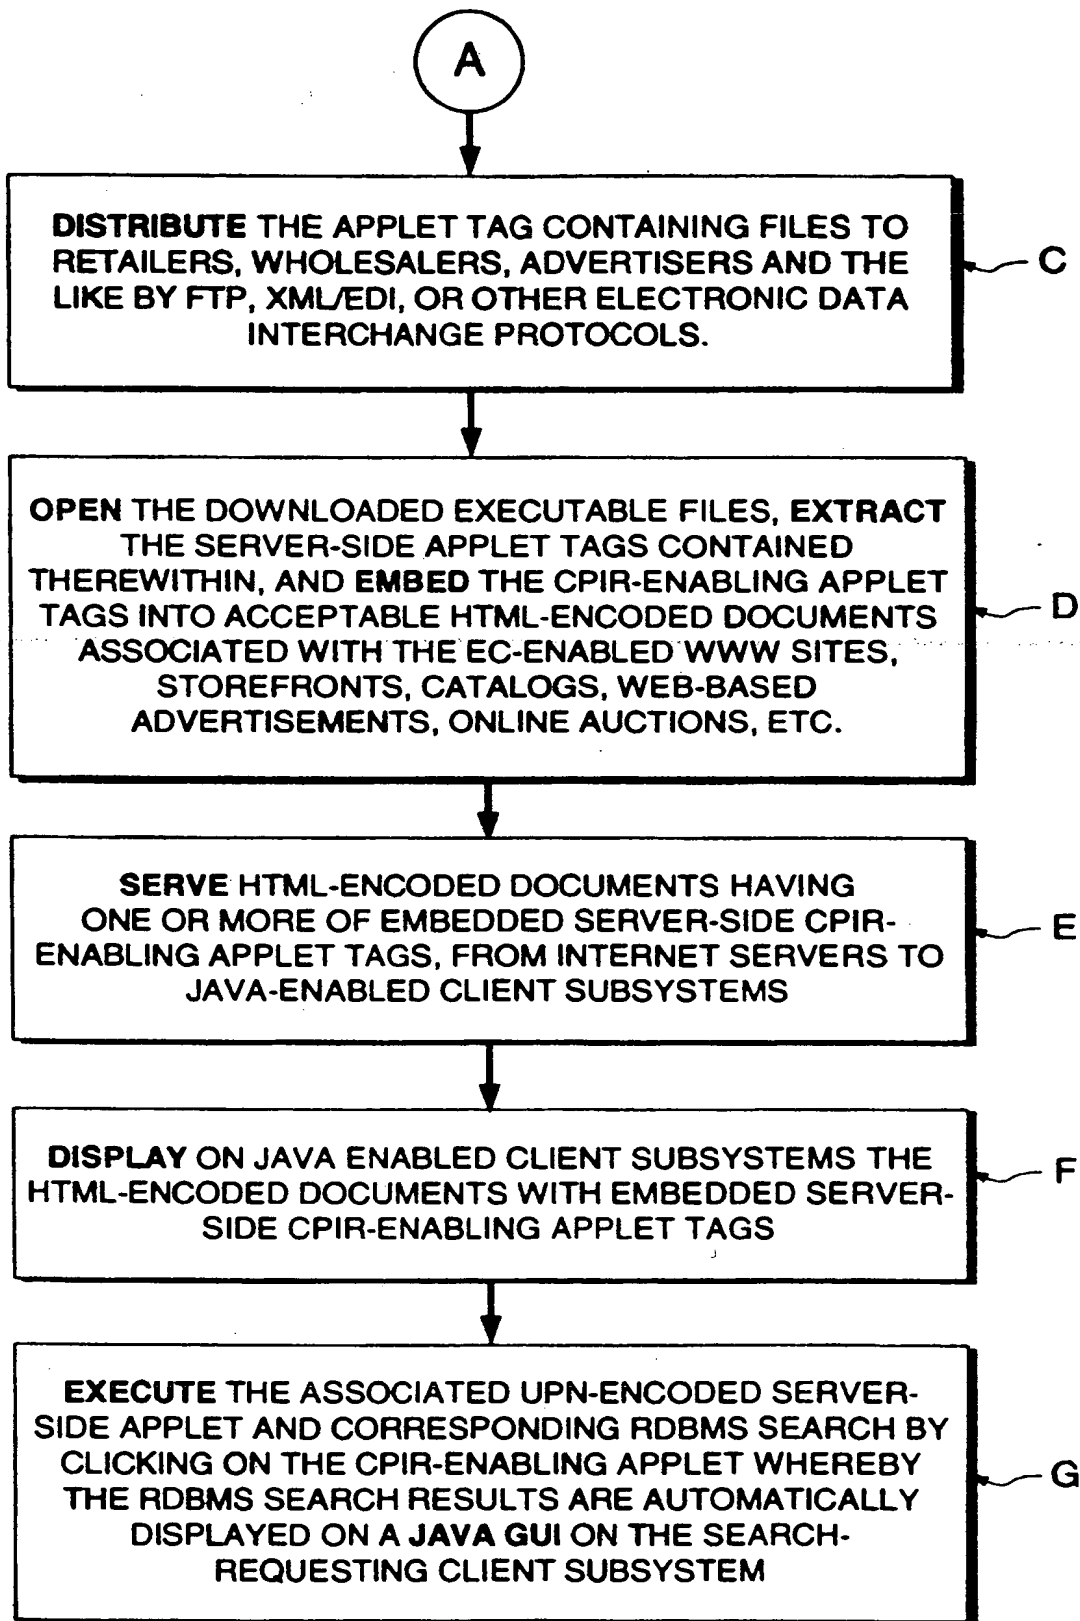 A
DISTRIBUTE THE APPLET TAG CONTAINING FILES TO
RETAILERS, WHOLESALERS, ADVERTISERS AND THE
LIKE BY FTP, XML/EDI, OR OTHER ELECTRONIC DATA
INTERCHANGE PROTOCOLS.
C
OPEN THE DOWNLOADED EXECUTABLE FILES, EXTRACT
THE SERVER-SIDE APPLET TAGS CONTAINED
THEREWITHIN, AND EMBED THE CPIR-ENABLING APPLET
TAGS INTO ACCEPTABLE HTML-ENCODED DOCUMENTS
ASSOCIATED WITH THE EC-ENABLED WWW SITES,
STOREFRONTS, CATALOGS, WEB-BASED
ADVERTISEMENTS, ONLINE AUCTIONS, ETC.
D
SERVE HTML-ENCODED DOCUMENTS HAVING
ONE OR MORE OF EMBEDDED SERVER-SIDE CPIR-
ENABLING APPLET TAGS, FROM INTERNET SERVERS TO
JAVA-ENABLED CLIENT SUBSYSTEMS
E
DISPLAY ON JAVA ENABLED CLIENT SUBSYSTEMS THE
HTML-ENCODED DOCUMENTS WITH EMBEDDED SERVER-
SIDE CPIR-ENABLING APPLET TAGS
F
EXECUTE THE ASSOCIATED UPN-ENCODED SERVER-
SIDE APPLET AND CORRESPONDING RDBMS SEARCH BY
CLICKING ON THE CPIR-ENABLING APPLET WHEREBY
THE RDBMS SEARCH RESULTS ARE AUTOMATICALLY
DISPLAYED ON A JAVA GUI ON THE SEARCH-
REQUESTING CLIENT SUBSYSTEM
G